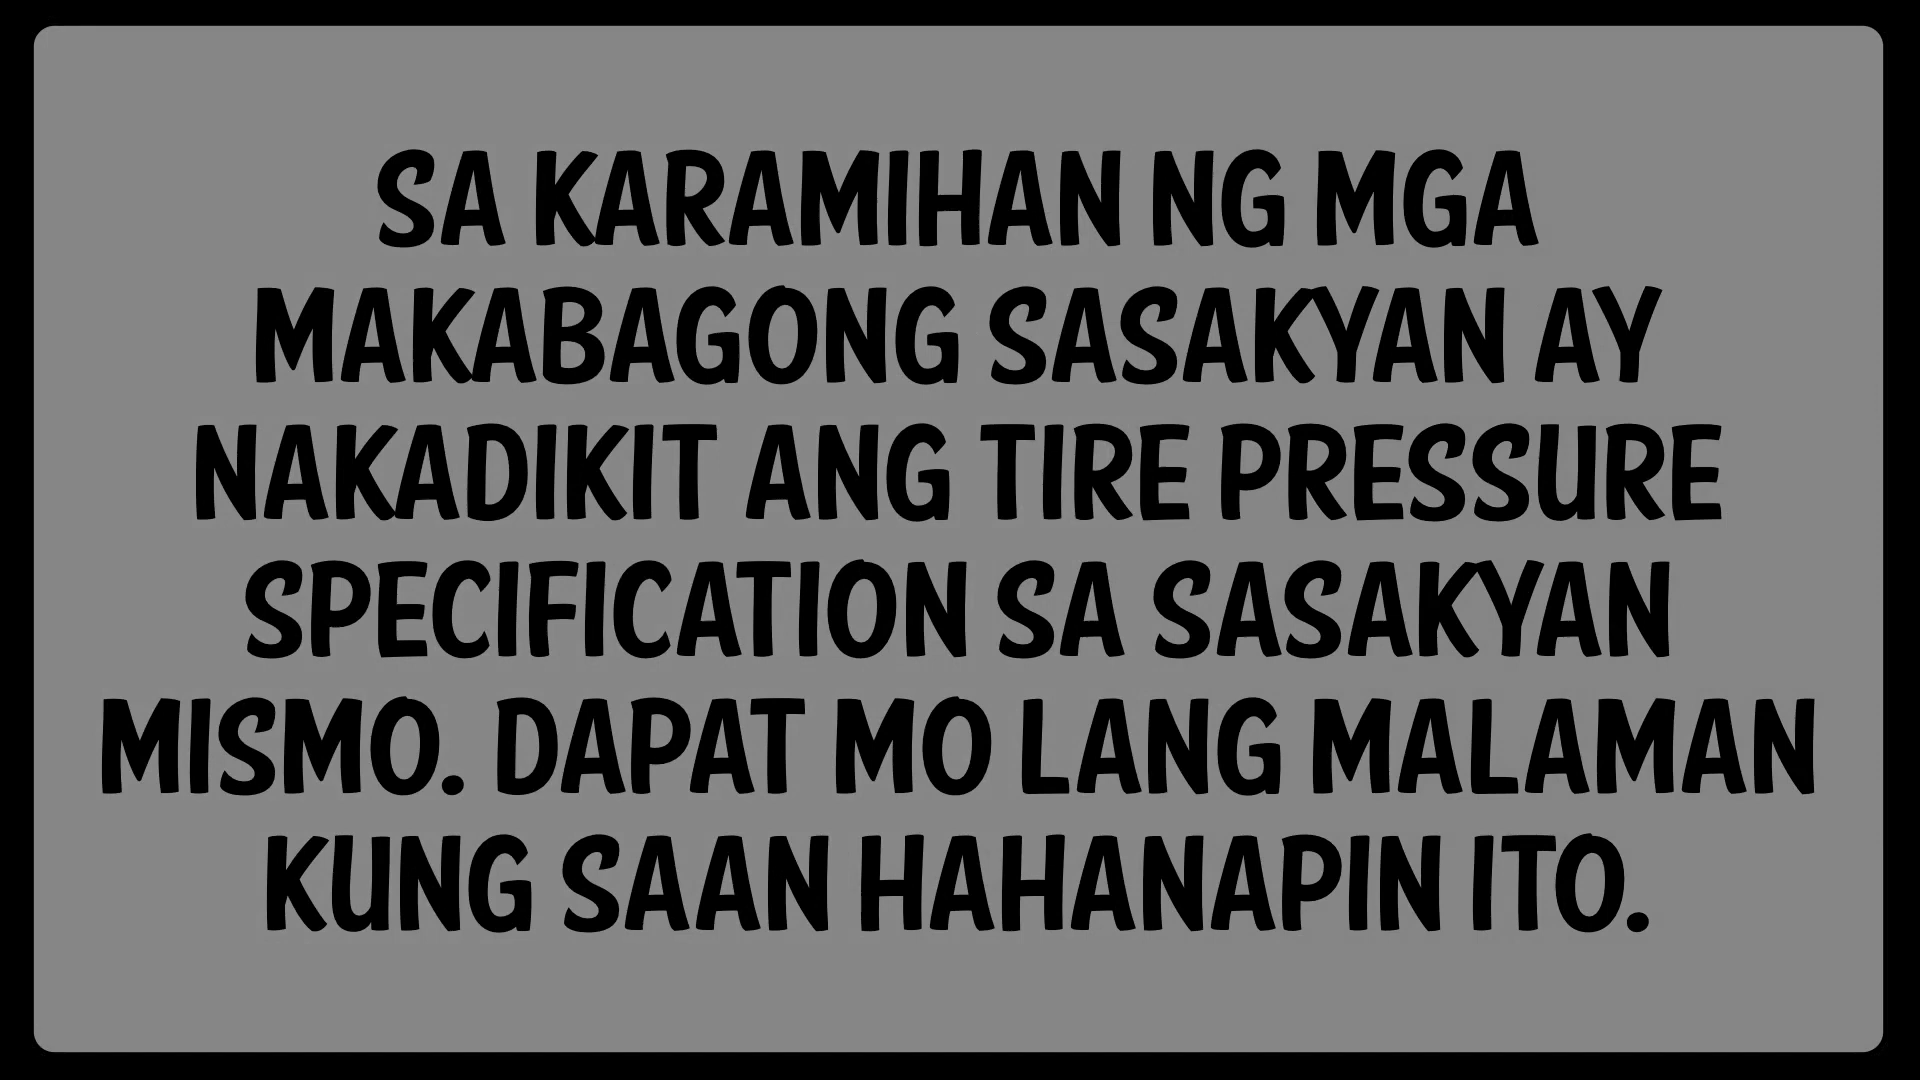 SA KARAMIHAN NG MGA
MAKABAGONG SASAKYAN AY
NAKADIKIT ANG TIRE PRESSURE
SPECIFICATION SA SASAKYAN
MISMO. DAPAT MO LANG MALAMAN
KUNG SAAN HAHANAPIN ITO.